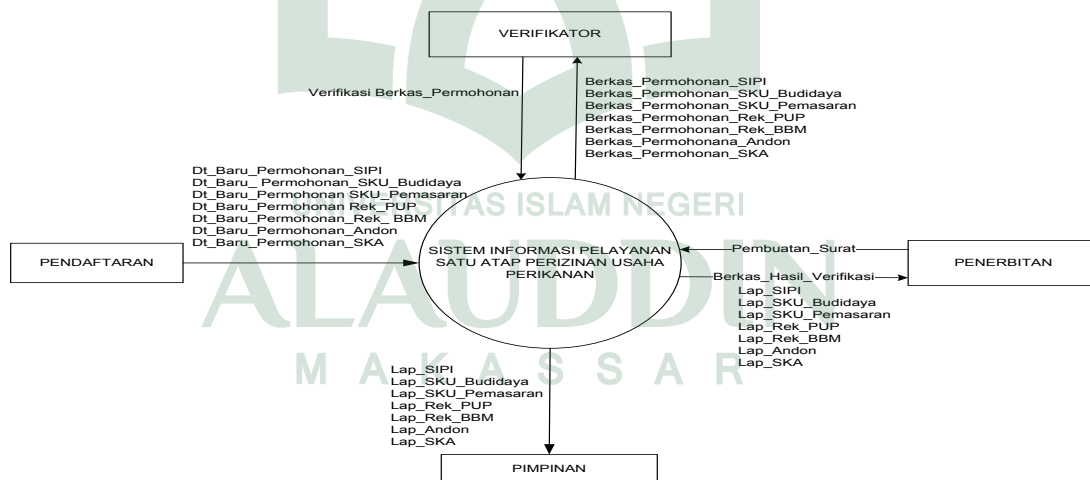 VERIFIKATOR
Verifikasi Berkas_Permohonan
Berkas_Permohonan_SIPI
Berkas_Permohonan_SKU_Budidaya
Berkas_Permohonan_SKU_Pemasaran
Berkas_Permohonan_Rek_PUP
Berkas_Permohonan_Rek_BBM
Berkas_Permohonana_Andon
Berkas_Permohonan_SKA
Dt_Baru_Permohonan_SIPI
Dt_Baru_ Permohonan_SKU_Budidaya
Dt_Baru_Permohonan SKU_Pemasaran
Dt_Baru_Permohonan Rek_PUP
Dt_Baru_Permohonan_Rek_ BBM
Dt_Baru_Permohonan_Andon
Dt_Baru_Permohonan_SKA
UNIVERSITAS ISLAM NEGERI
PENDAFTARAN
SISTEM INFORMASI PELAYANAN
SATU ATAP PERIZINAN USAHA
PERIKANAN
Pembuatan_Surat
Berkas_Hasil_Verifikasi
Lap_SIPI
Lap_SKU_Budidaya
Lap_SKU_Pemasaran
Lap_Rek_PUP
Lap_Rek_BBM
Lap_Andon
Lap_SKA
PENERBITAN
ALAUDDIN
MAKASSAR
Lap_SIPI
Lap_SKU_Budidaya
Lap_SKU_Pemasaran
Lap_Rek_PUP
Lap_Rek_BBM
Lap_Andon
Lap_SKA
PIMPINAN